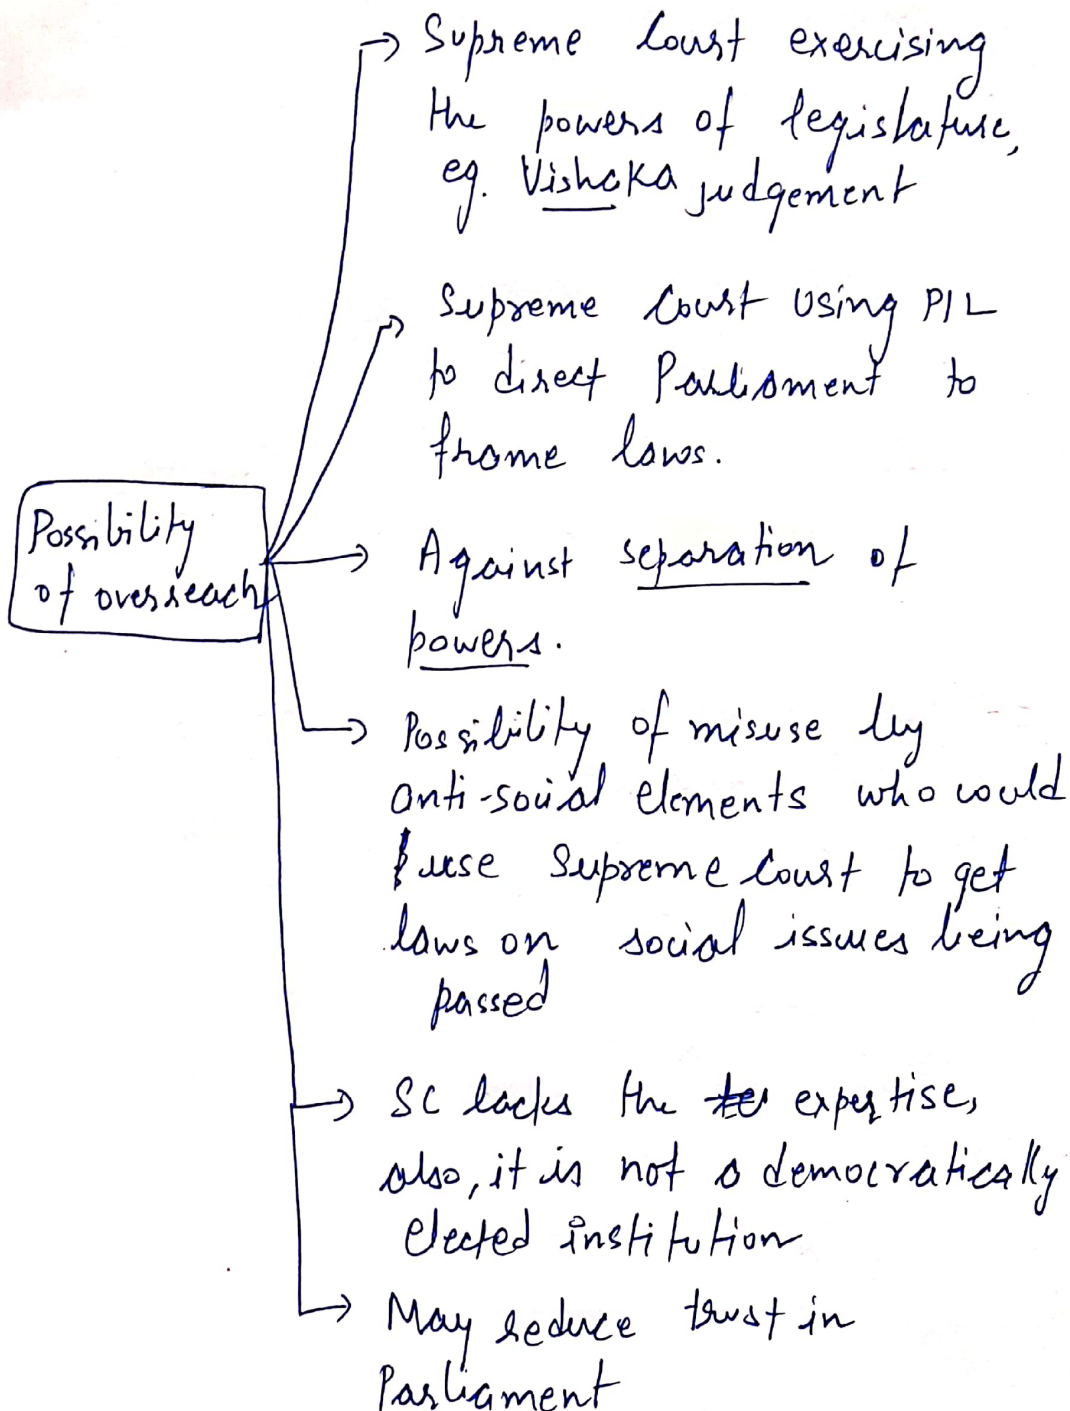 Supreme Court exercising
the powers of legislature,
eg. Vishaka judgement
Supreme Court using PIL
to direct Parliament to
frame laws.
Possibility
of overreach
Against separation of
powers.
Possibility of misuse by
anti-social elements who could
use Supreme Court to get
laws on social issues being
passed
SC lacks the expertise,
also, it is not a democratically
elected institution
May reduce trust in
Parliament